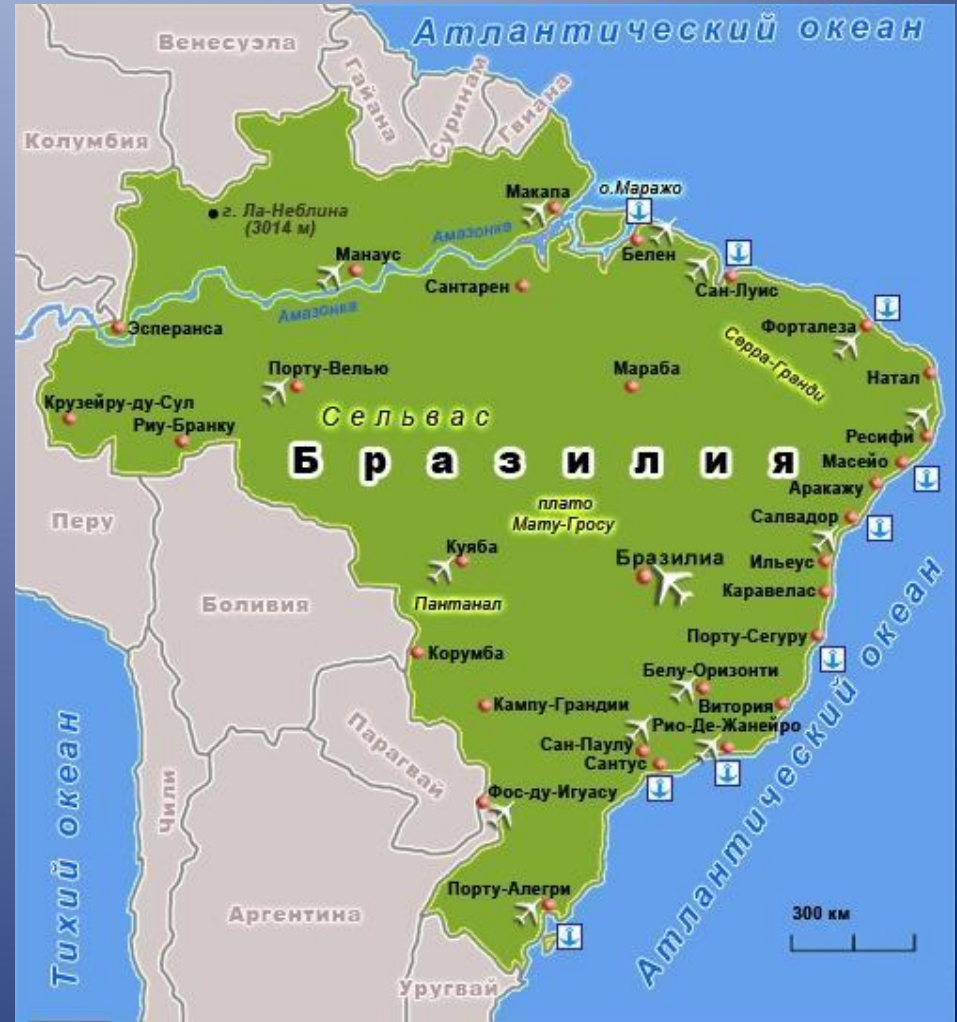 Атлантический океан
Венесуэла
Гайана
Суринам
Гвиана
Колумбия
Макапа
о.Маражо
г. Ла-Неблина
(3014 м)
Амазонка
Манаус
Белен
Сантарен
Сан-Луис
Амазонка
Эсперанса
Форталеза
Серра-Гранди
Порту-Велью
Мараба
Натал
Крузейру-ду-Сул
Сельвас
Риу-Бранку
Ресифи
Бразилия
Масейо
Аракажу
плато
Мату-Гросу
Салвадор
Перу
Куяба
Бразилиа
Ильеус
Каравелас
Боливия
Пантанал
Порту-Сегуру
Корумба
Белу-Оризонти
Кампу-Грандии
Витория
Рио-Де-Жанейро
Парагвай
Сан-Паулу
Сантус
Чили
Фос-ду-Игуасу
Атлантический океан
Тихий океан
Порту-Алегри
Аргентина
300 км
Уругвай